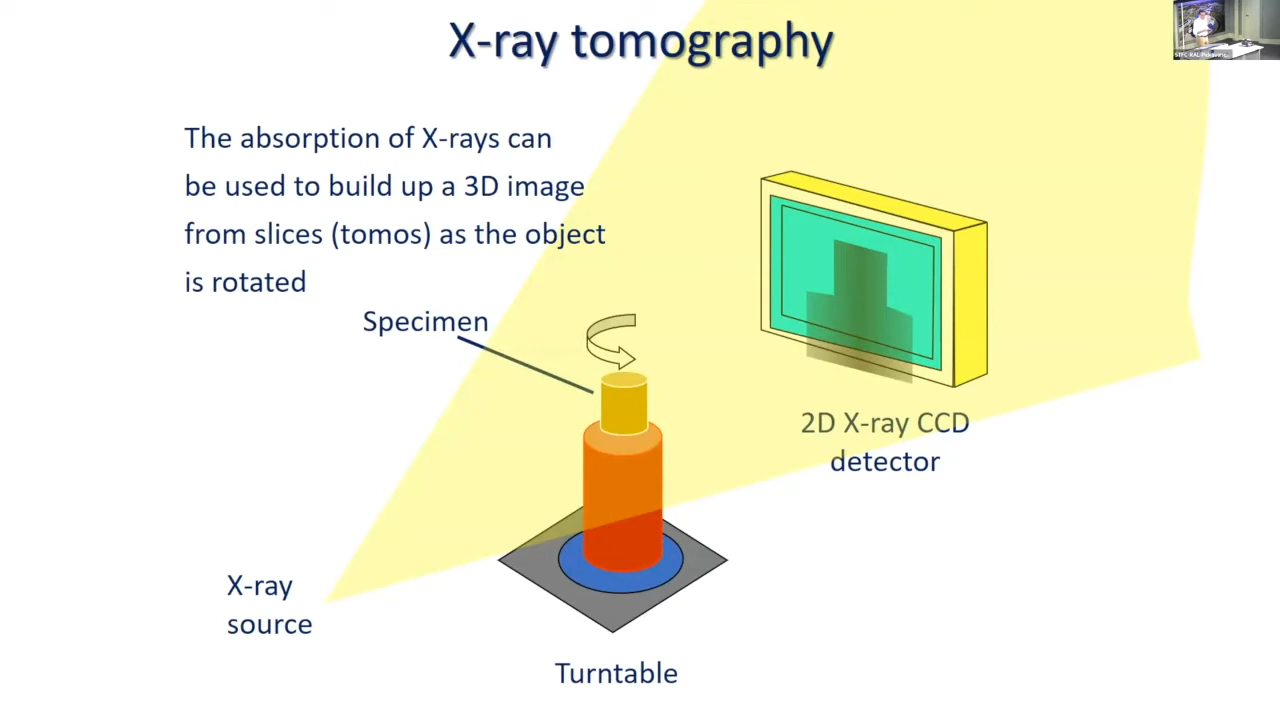 X-ray tomography
The absorption of X-rays can
be used to build up a 3D image
from slices (tomos) as the object
is rotated
Specimen
2D X-ray CCD
detector
X-ray
source
Turntable